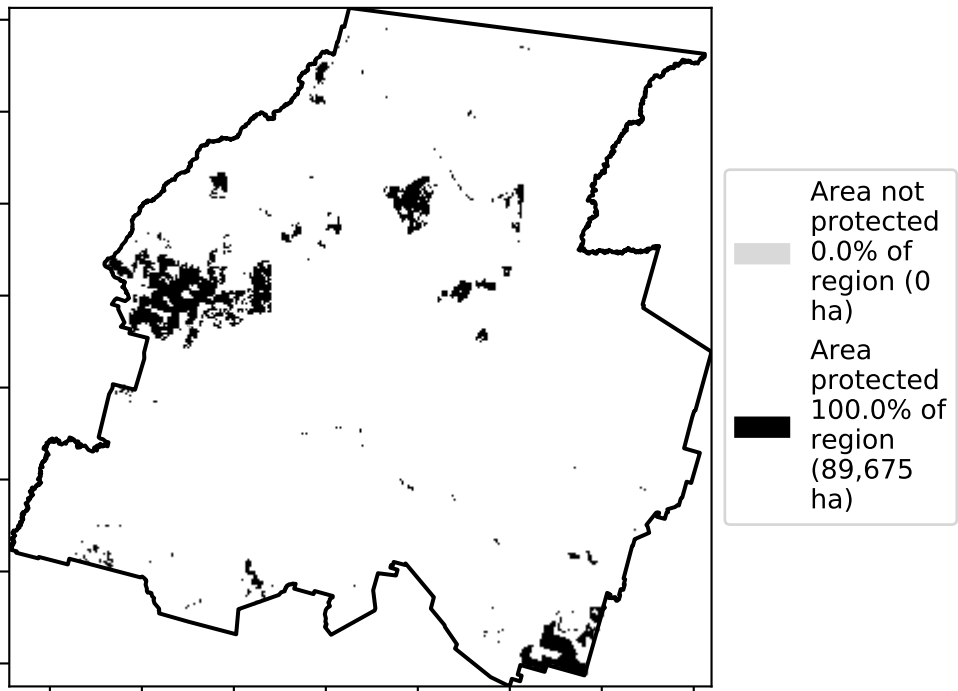 Area not
protected
0.0% of
region (0
ha)
Area
protected
100.0% of
region
(89,675
ha)